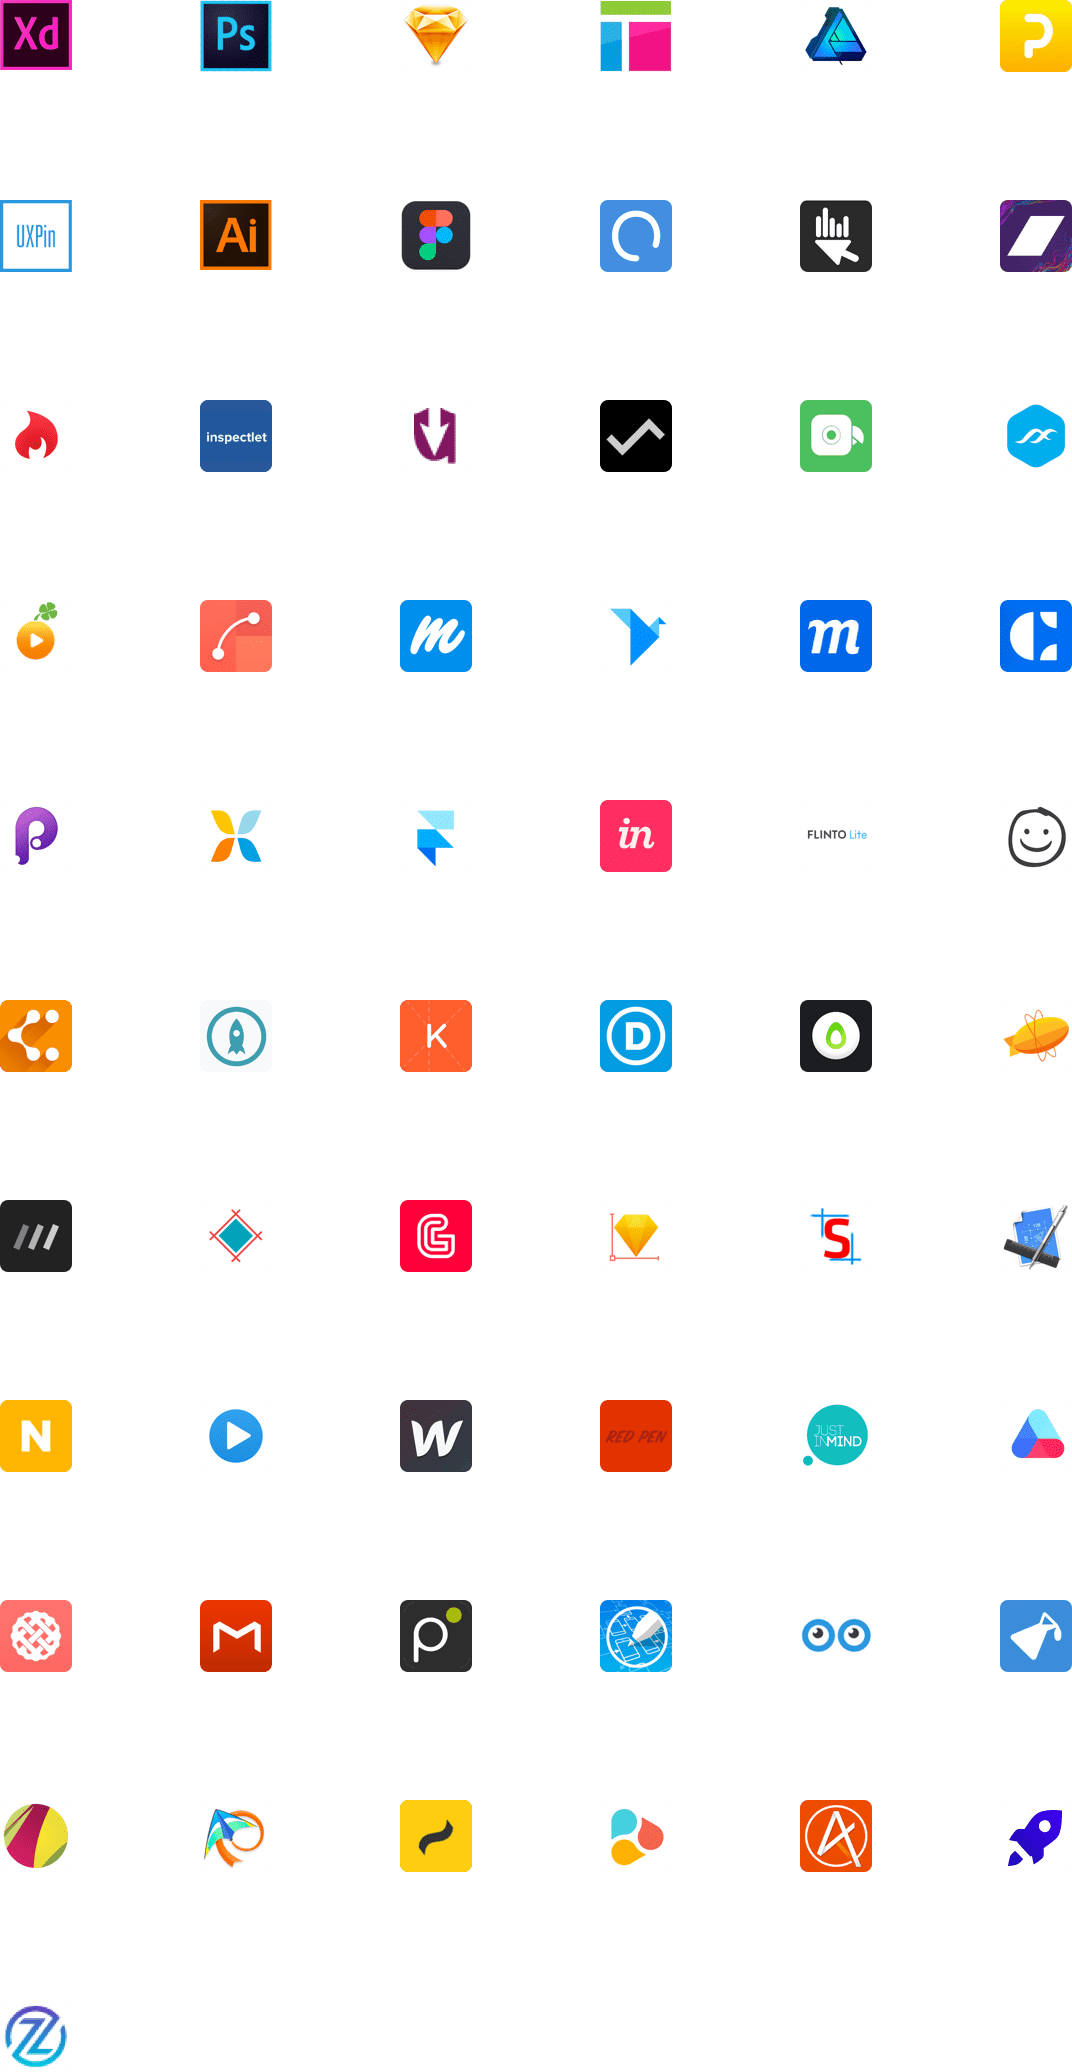 Xd
Ps
UXPin
Ai
inspectlet
m
m
in
FLINTO Lite
K
D
G
S
N
W
RED PEN
JUST
INMIND
M
p